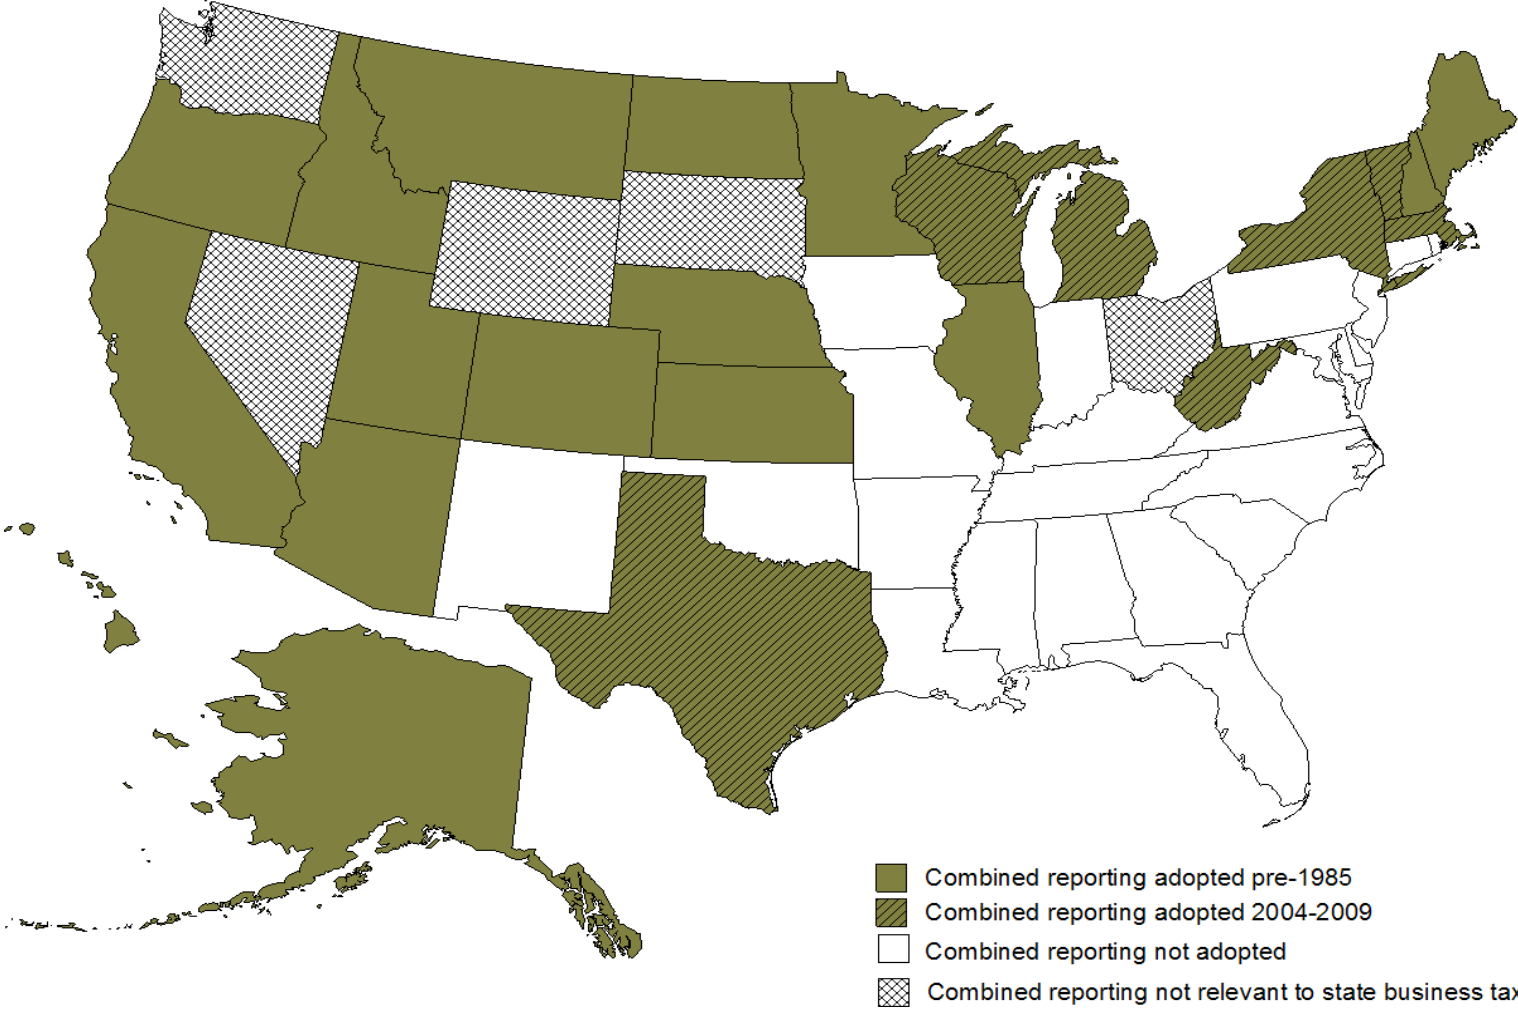 Combined reporting adopted pre-1985
Combined reporting adopted 2004-2009
Combined reporting not adopted
Combined reporting not relevant to state business tax